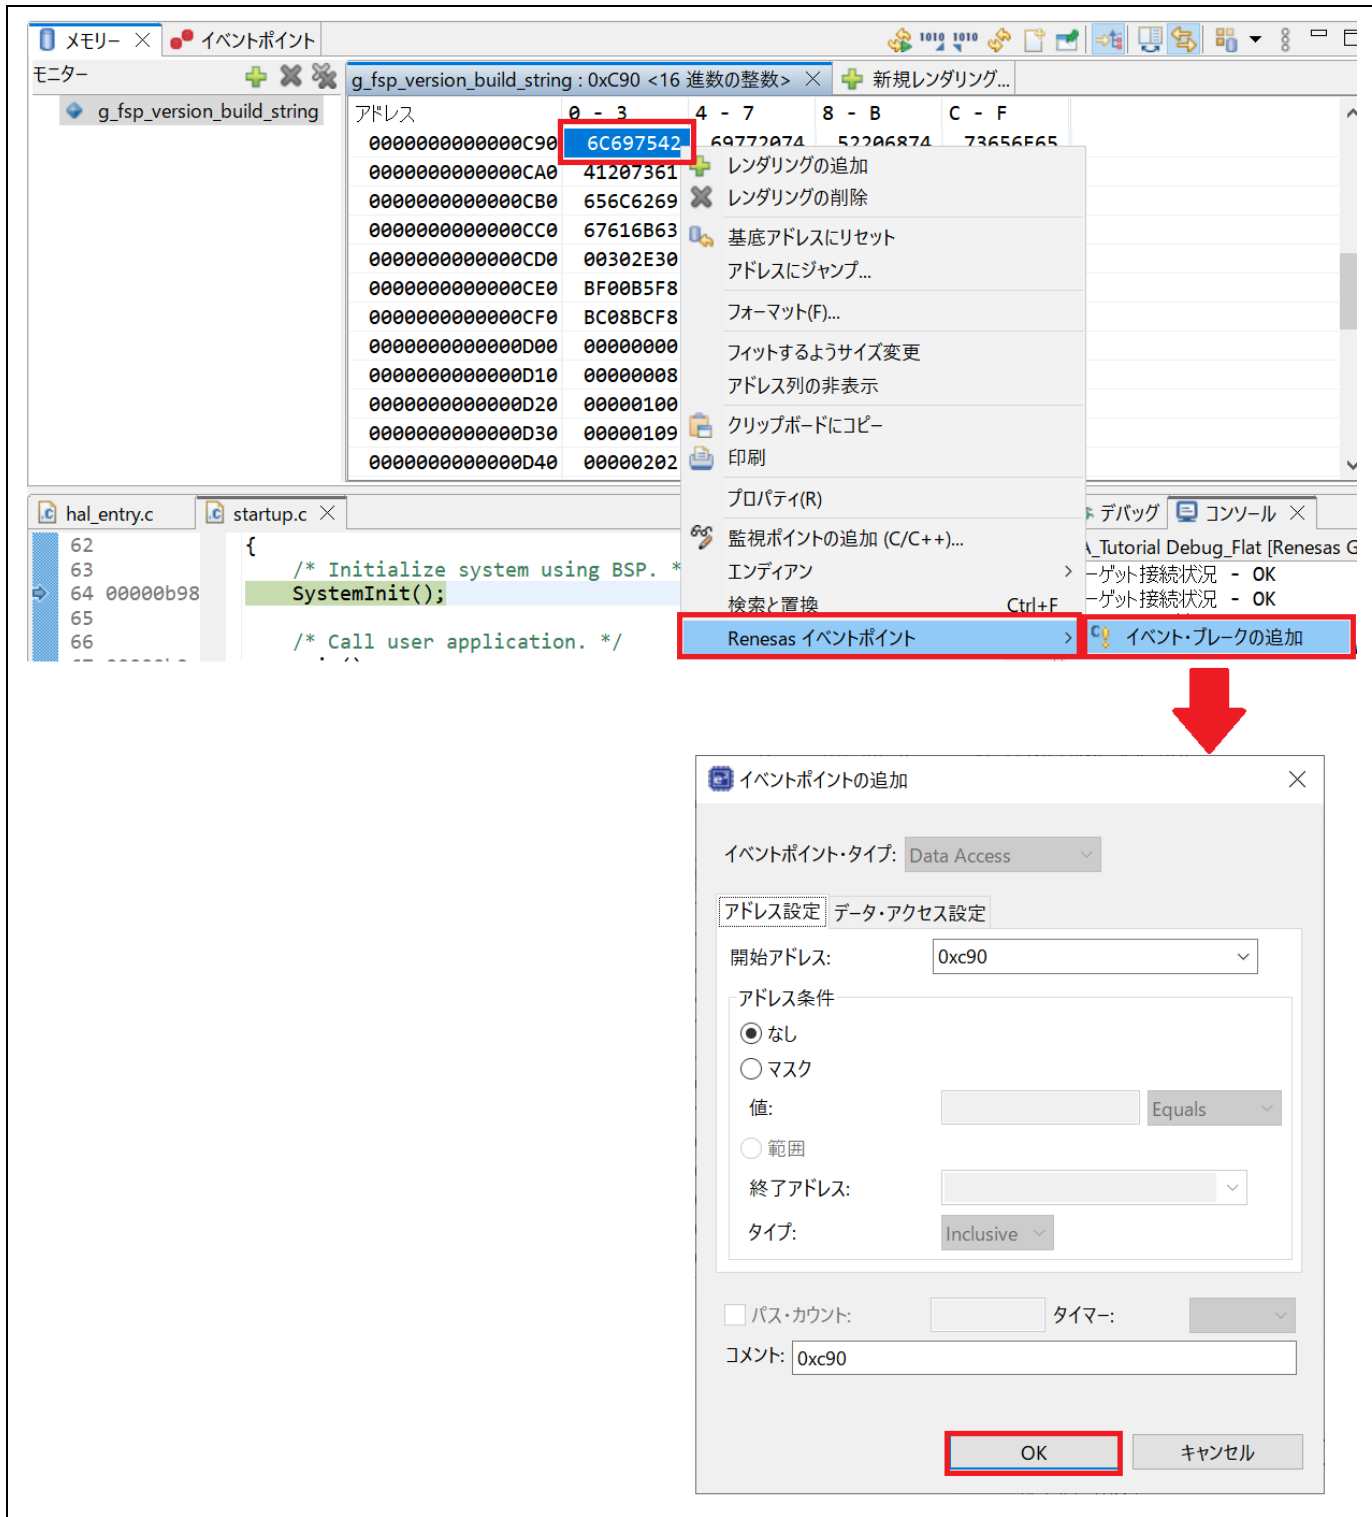 メモリー
イベントポイント
モニター
g_fsp_version_build_string : 0xC90 <16 進数の整数>
新規レンダリング...
g_fsp_version_build_string
アドレス 0 - 3 4 - 7 8 - B C - F
0000000000000C90 6C697542 69772074 52206874 73656E65
0000000000000CA0 41207361
0000000000000CB0 656C6269
0000000000000CC0 67616B63
0000000000000CD0 00302E30
0000000000000CE0 BF00B5F8
0000000000000CF0 BC08BCF8
0000000000000D00 00000000
0000000000000D10 00000008
0000000000000D20 00000100
0000000000000D30 00000109
0000000000000D40 00000202
レンダリングの追加
レンダリングの削除
基底アドレスにリセット
アドレスにジャンプ...
フォーマット(F)...
フィットするようサイズ変更
アドレス列の非表示
クリップボードにコピー
印刷
プロパティ(R)
監視ポイントの追加 (C/C++)...
エンディアン
検索と置換 Ctrl+F
Renesas イベントポイント
イベント・ブレークの追加
hal_entry.c
startup.c
62 {
63 /* Initialize system using BSP. *
64 00000b98 SystemInit();
65
66 /* Call user application. */
デバッグ
コンソール
_Tutorial Debug_Flat [Renesas G
ーゲット接続状況 - OK
ーゲット接続状況 - OK
イベントポイントの追加
イベントポイント・タイプ: Data Access
アドレス設定
データ・アクセス設定
開始アドレス: 0xc90
アドレス条件
なし
マスク
値: Equals
範囲
終了アドレス:
タイプ: Inclusive
パス・カウント: タイマー:
コメント: 0xc90
OK
キャンセル